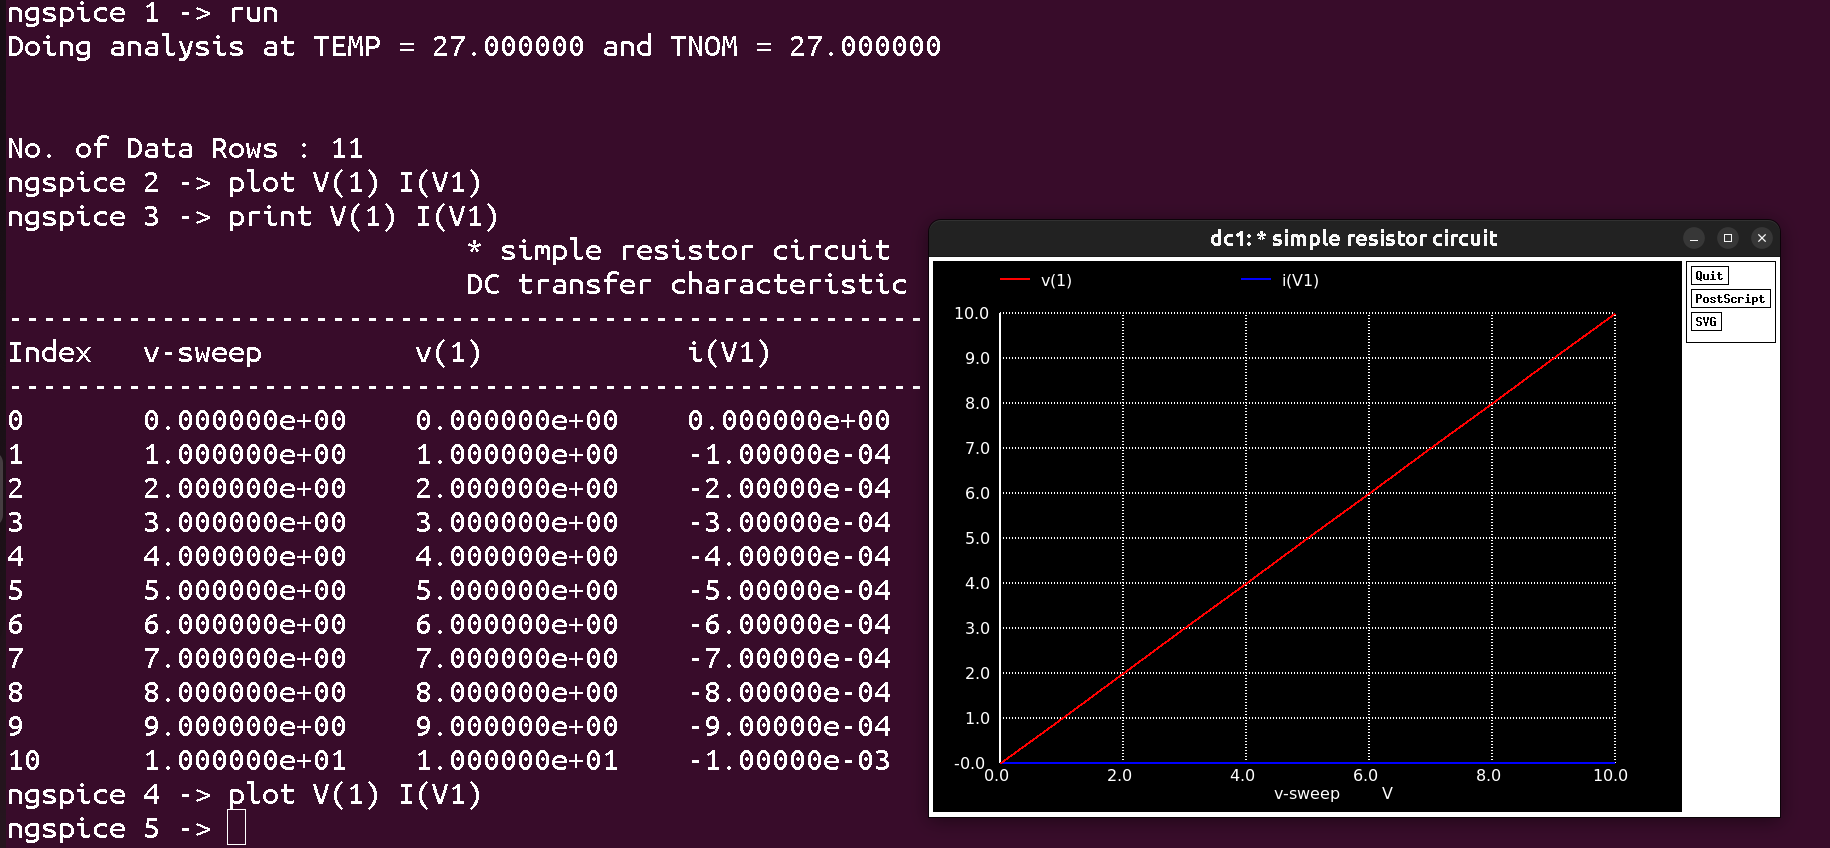 ngspice 1 -> run
Doing analysis at TEMP = 27.000000 and TNOM = 27.000000
No. of Data Rows : 11
ngspice 2 -> plot V(1) I(V1)
ngspice 3 -> print V(1) I(V1)
* simple resistor circuit
DC transfer characteristic
--------------------------------------------------------------------------------
Index v-sweep v(1) i(V1)
--------------------------------------------------------------------------------
0 0.000000e+00 0.000000e+00 0.000000e+00
1 1.000000e+00 1.000000e+00 -1.00000e-04
2 2.000000e+00 2.000000e+00 -2.00000e-04
3 3.000000e+00 3.000000e+00 -3.00000e-04
4 4.000000e+00 4.000000e+00 -4.00000e-04
5 5.000000e+00 5.000000e+00 -5.00000e-04
6 6.000000e+00 6.000000e+00 -6.00000e-04
7 7.000000e+00 7.000000e+00 -7.00000e-04
8 8.000000e+00 8.000000e+00 -8.00000e-04
9 9.000000e+00 9.000000e+00 -9.00000e-04
10 1.000000e+01 1.000000e+01 -1.00000e-03
ngspice 4 -> plot V(1) I(V1)
ngspice 5 ->
dc1: * simple resistor circuit
v(1) i(V1)
Quit
PostScript
SVG
10.0
9.0
8.0
7.0
6.0
5.0
4.0
3.0
2.0
1.0
-0.0
0.0 2.0 4.0 6.0 8.0 10.0
v-sweep V